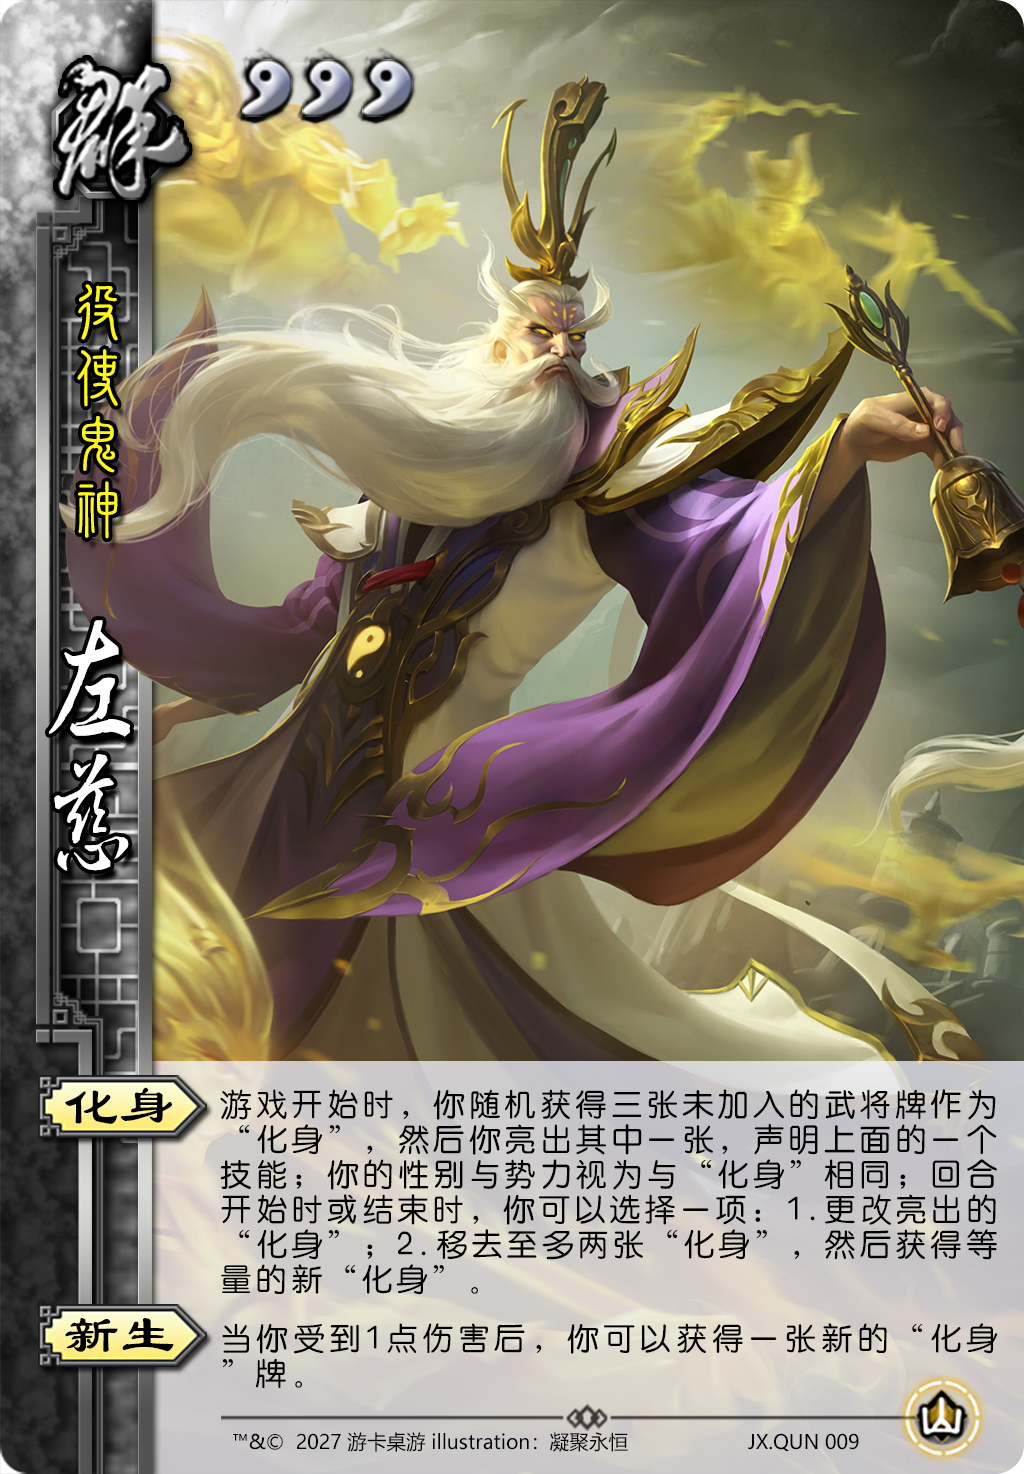 群
役使鬼神
左慈
化身
游戏开始时，你随机获得三张未加入的武将牌作为
“化身”，然后你亮出其中一张，声明上面的一个
技能；你的性别与势力视为与“化身”相同；回合
开始时或结束时，你可以选择一项：1.更改亮出的
“化身”；2.移去至多两张“化身”，然后获得等
量的新“化身”。
新生
当你受到1点伤害后，你可以获得一张新的“化身
”牌。
™&© 2027 游卡桌游 illustration：凝聚永恒
JX.QUN 009